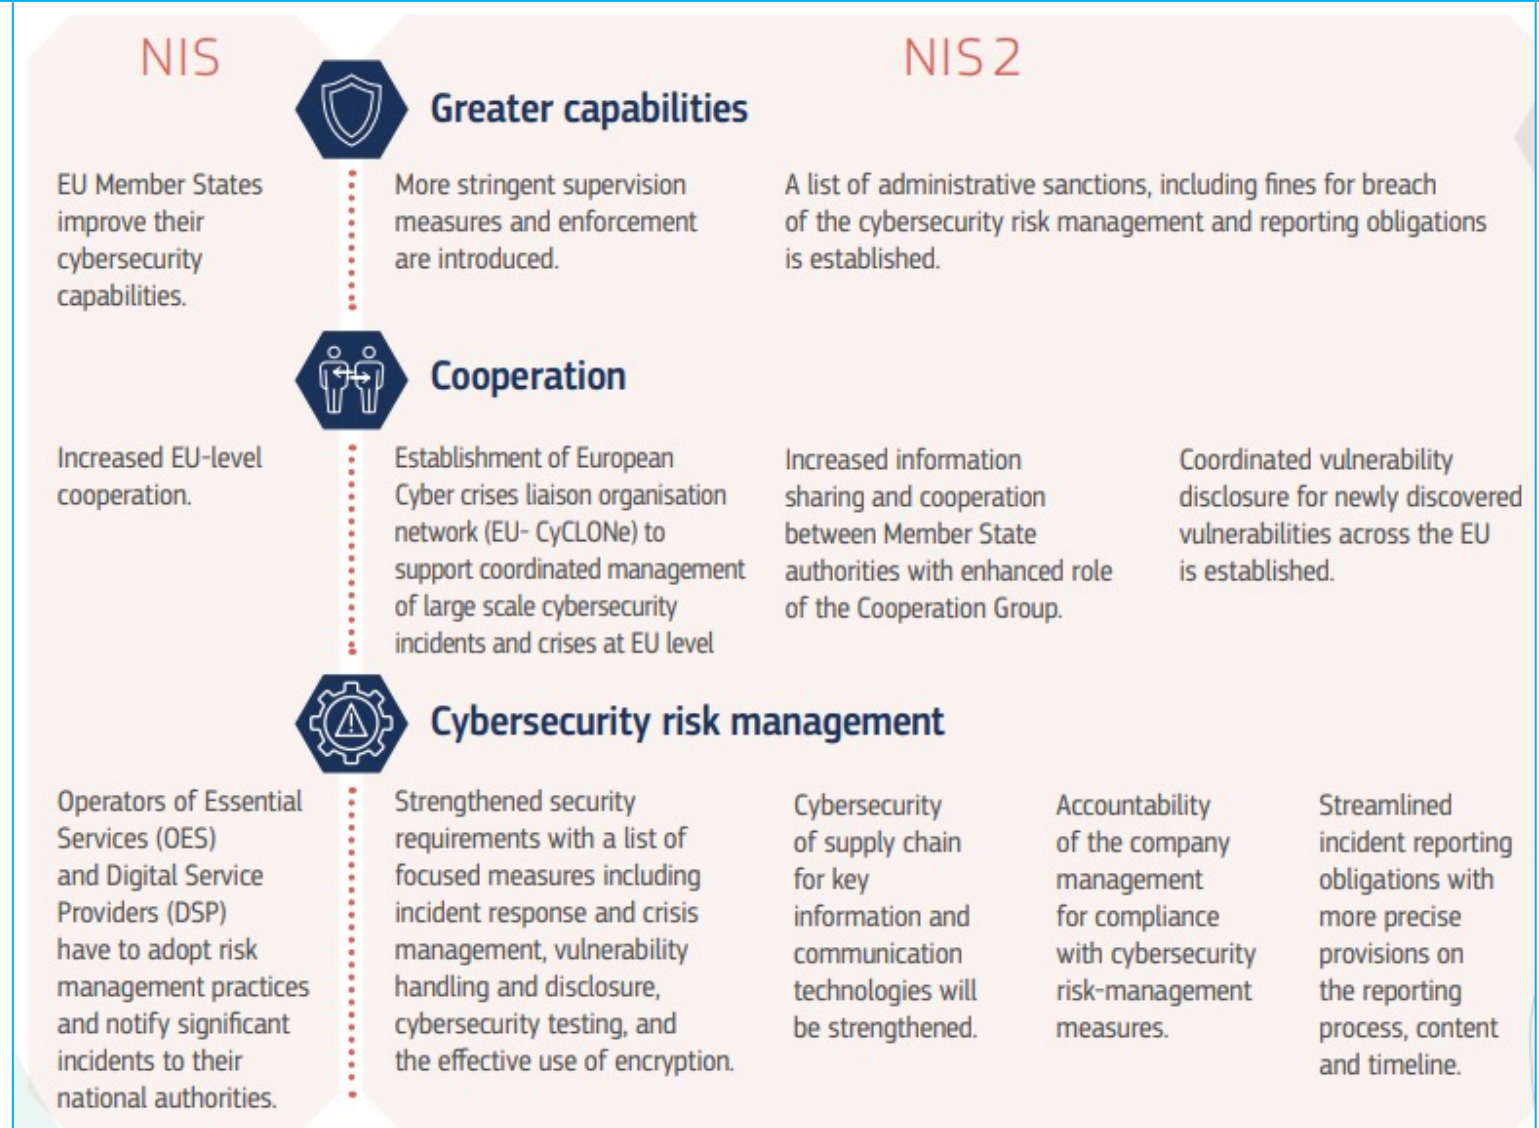 NIS
NIS 2
Greater capabilities
EU Member States
improve their
cybersecurity
capabilities.
More stringent supervision
measures and enforcement
are introduced.
A list of administrative sanctions, including fines for breach
of the cybersecurity risk management and reporting obligations
is established.
Cooperation
Increased EU-level
cooperation.
Establishment of European
Cyber crises liaison organisation
network (EU- CyCLONe) to
support coordinated management
of large scale cybersecurity
incidents and crises at EU level
Increased information
sharing and cooperation
between Member State
authorities with enhanced role
of the Cooperation Group.
Coordinated vulnerability
disclosure for newly discovered
vulnerabilities across the EU
is established.
Cybersecurity risk management
Operators of Essential
Services (OES)
and Digital Service
Providers (DSP)
have to adopt risk
management practices
and notify significant
incidents to their
national authorities.
Strengthened security
requirements with a list of
focused measures including
incident response and crisis
management, vulnerability
handling and disclosure,
cybersecurity testing, and
the effective use of encryption.
Cybersecurity
of supply chain
for key
information and
communication
technologies will
be strengthened.
Accountability
of the company
management
for compliance
with cybersecurity
risk-management
measures.
Streamlined
incident reporting
obligations with
more precise
provisions on
the reporting
process, content
and timeline.